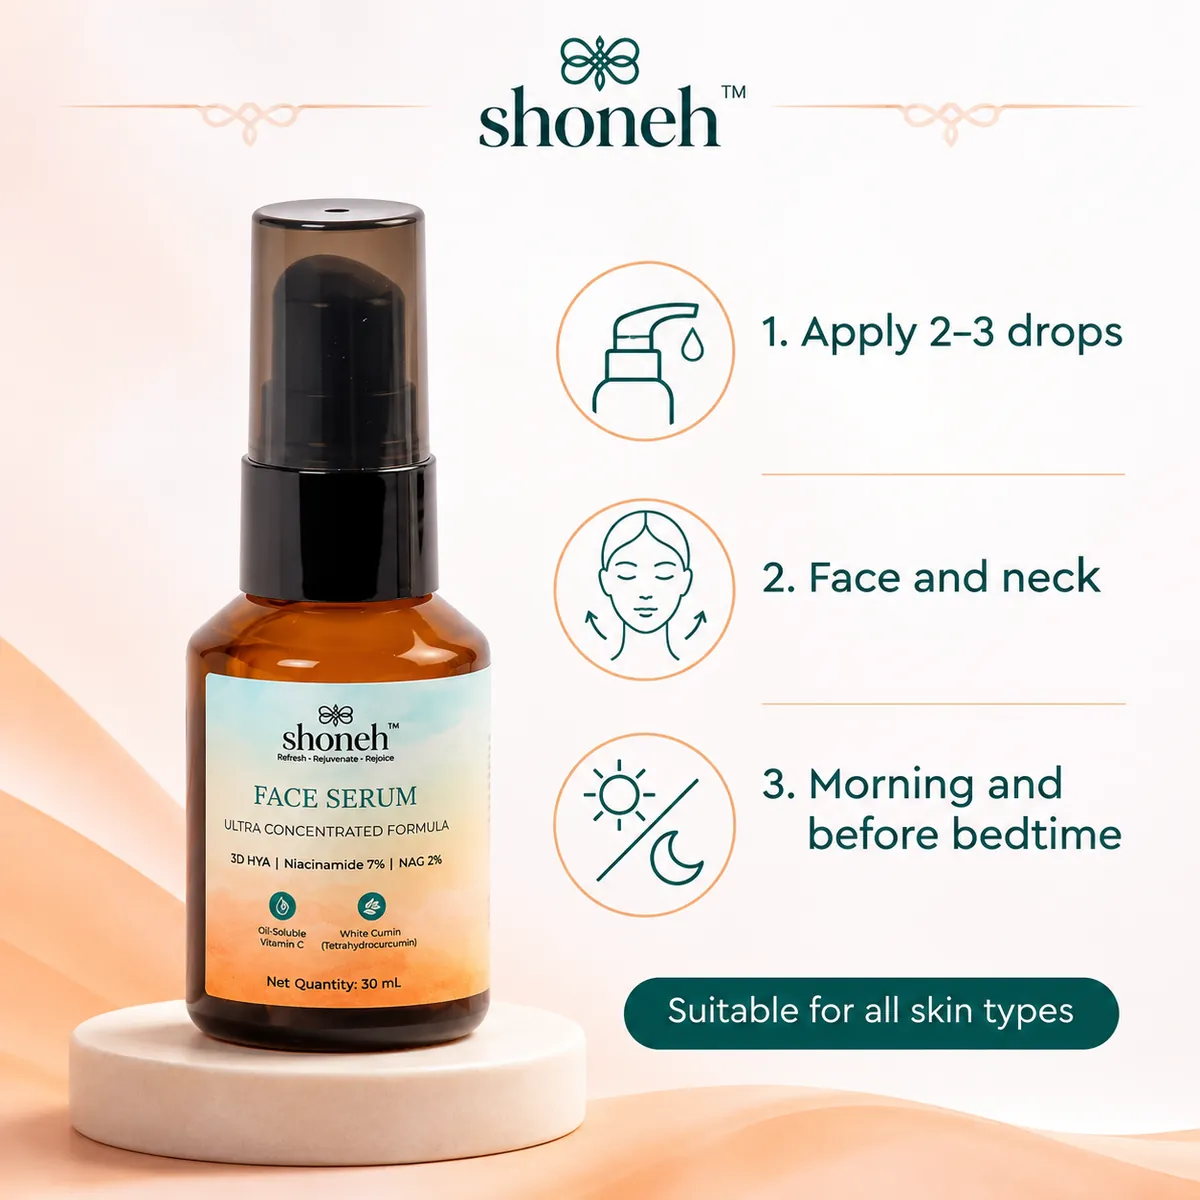 shoneh™
1. Apply 2–3 drops
2. Face and neck
3. Morning and
before bedtime
Suitable for all skin types
shoneh™
Refresh - Rejuvenate - Rejoice
FACE SERUM
ULTRA CONCENTRATED FORMULA
3D HYA | Niacinamide 7% | NAG 2%
Oil-Soluble
Vitamin C
White Cumin
(Tetrahydrocurcumin)
Net Quantity: 30 mL